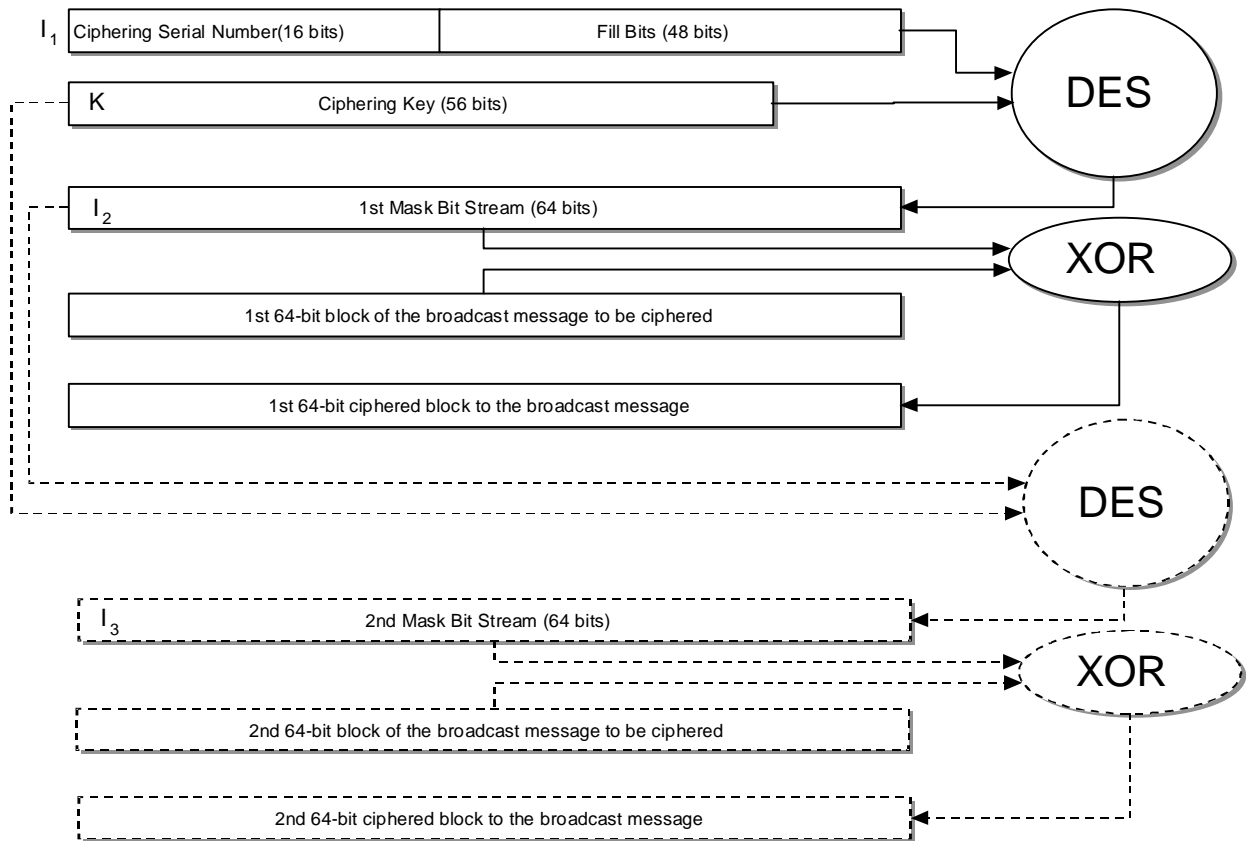 I1 Ciphering Serial Number(16 bits) Fill Bits (48 bits)
DES
K Ciphering Key (56 bits)
I2 1st Mask Bit Stream (64 bits)
XOR
1st 64-bit block of the broadcast message to be ciphered
1st 64-bit ciphered block to the broadcast message
DES
I3 2nd Mask Bit Stream (64 bits)
XOR
2nd 64-bit block of the broadcast message to be ciphered
2nd 64-bit ciphered block to the broadcast message